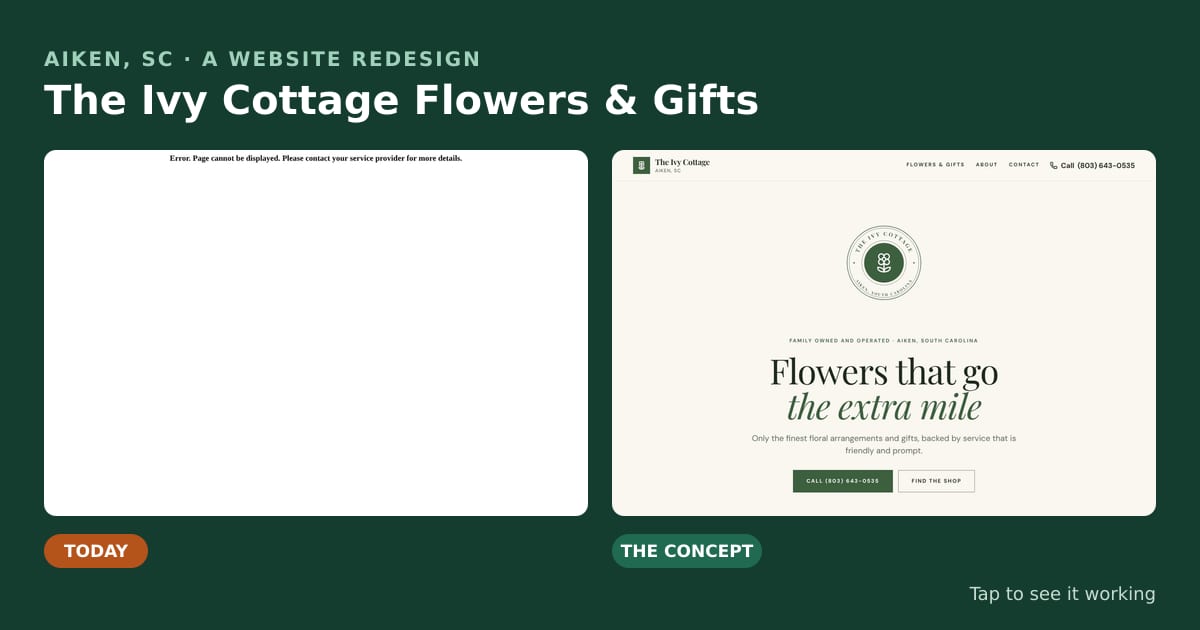 AIKEN, SC · A WEBSITE REDESIGN
The Ivy Cottage Flowers & Gifts
Error. Page cannot be displayed. Please contact your service provider for more details.
The Ivy Cottage
AIKEN, SC
FLOWERS & GIFTS
ABOUT
CONTACT
Call (803) 643-0535
THE IVY COTTAGE
AIKEN, SOUTH CAROLINA
FAMILY OWNED AND OPERATED · AIKEN, SOUTH CAROLINA
Flowers that go
the extra mile
Only the finest floral arrangements and gifts, backed by service that is
friendly and prompt.
CALL (803) 643-0535
FIND THE SHOP
TODAY
THE CONCEPT
Tap to see it working